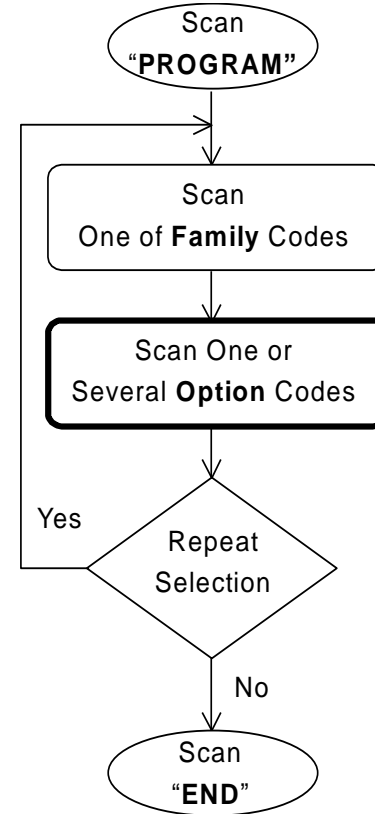 Scan
“PROGRAM”
Scan
One of Family Codes
Scan One or
Several Option Codes
Yes
Repeat
Selection
No
Scan
“END”